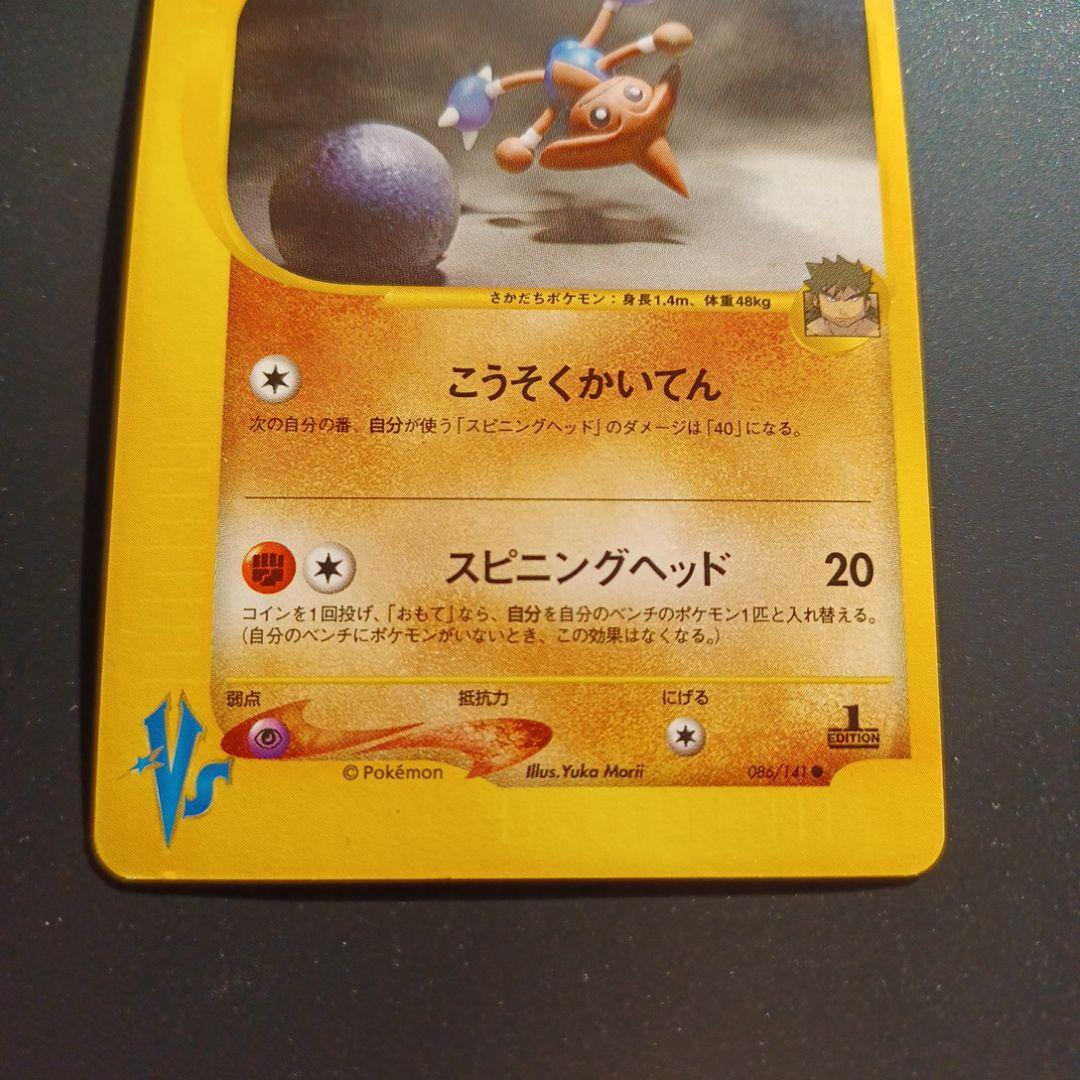 さかだちポケモン：身長1.4m、体重48kg
こうそくかいてん
次の自分の番、自分が使う「スピニングヘッド」のダメージは「40」になる。
スピニングヘッド 20
コインを1回投げ、「おもて」なら、自分を自分のベンチのポケモン1匹と入れ替える。
(自分のベンチにポケモンがいないとき、この効果はなくなる。)
弱点 抵抗力 にげる
1
EDITION
VS
© Pokémon Illus. Yuka Morii 086/141